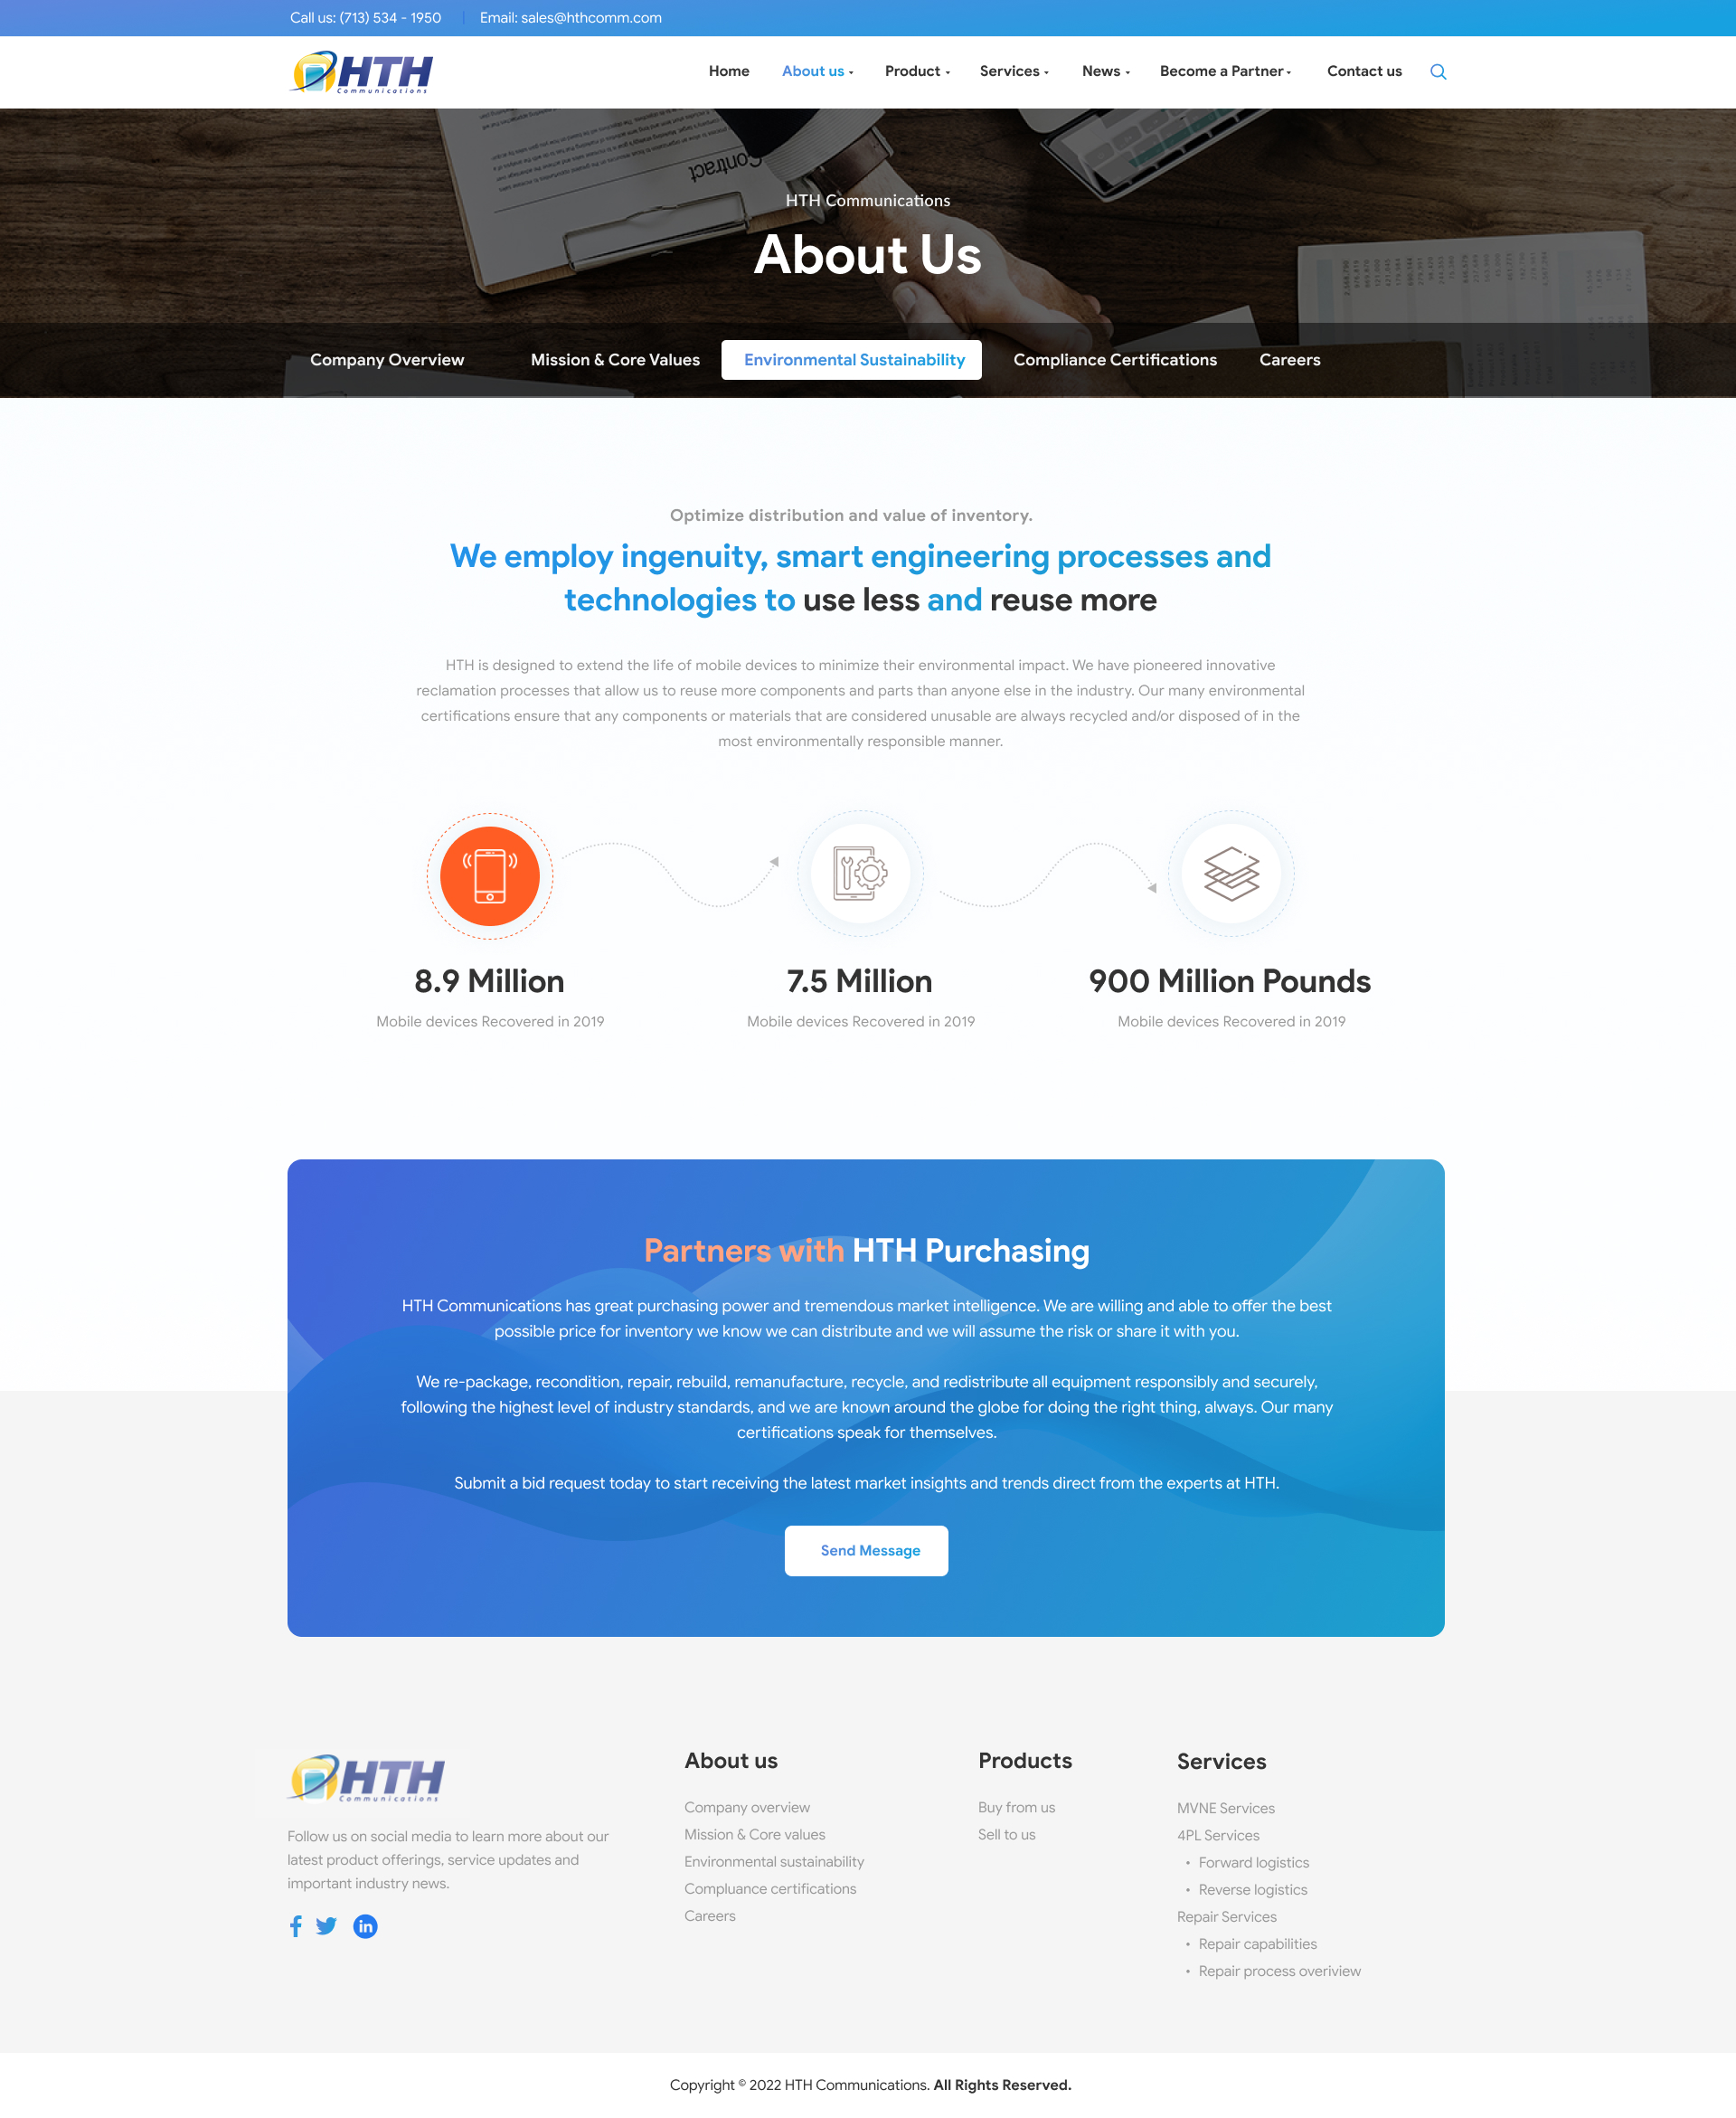 Call us: (713) 534 - 1950 | Email: sales@hthcomm.com
HTH
Communications
Home About us Product Services News Become a Partner Contact us
Contract
HTH Communications
About Us
Company Overview Mission & Core Values Environmental Sustainability Compliance Certifications Careers
Optimize distribution and value of inventory.
We employ ingenuity, smart engineering processes and
technologies to use less and reuse more
HTH is designed to extend the life of mobile devices to minimize their environmental impact. We have pioneered innovative
reclamation processes that allow us to reuse more components and parts than anyone else in the industry. Our many environmental
certifications ensure that any components or materials that are considered unusable are always recycled and/or disposed of in the
most environmentally responsible manner.
8.9 Million
Mobile devices Recovered in 2019
7.5 Million
Mobile devices Recovered in 2019
900 Million Pounds
Mobile devices Recovered in 2019
Partners with HTH Purchasing
HTH Communications has great purchasing power and tremendous market intelligence. We are willing and able to offer the best
possible price for inventory we know we can distribute and we will assume the risk or share it with you.
We re-package, recondition, repair, rebuild, remanufacture, recycle, and redistribute all equipment responsibly and securely,
following the highest level of industry standards, and we are known around the globe for doing the right thing, always. Our many
certifications speak for themselves.
Submit a bid request today to start receiving the latest market insights and trends direct from the experts at HTH.
Send Message
HTH
Communications
Follow us on social media to learn more about our
latest product offerings, service updates and
important industry news.
in
About us
Company overview
Mission & Core values
Environmental sustainability
Compluance certifications
Careers
Products
Buy from us
Sell to us
Services
MVNE Services
4PL Services
• Forward logistics
• Reverse logistics
Repair Services
• Repair capabilities
• Repair process overiview
Copyright © 2022 HTH Communications. All Rights Reserved.